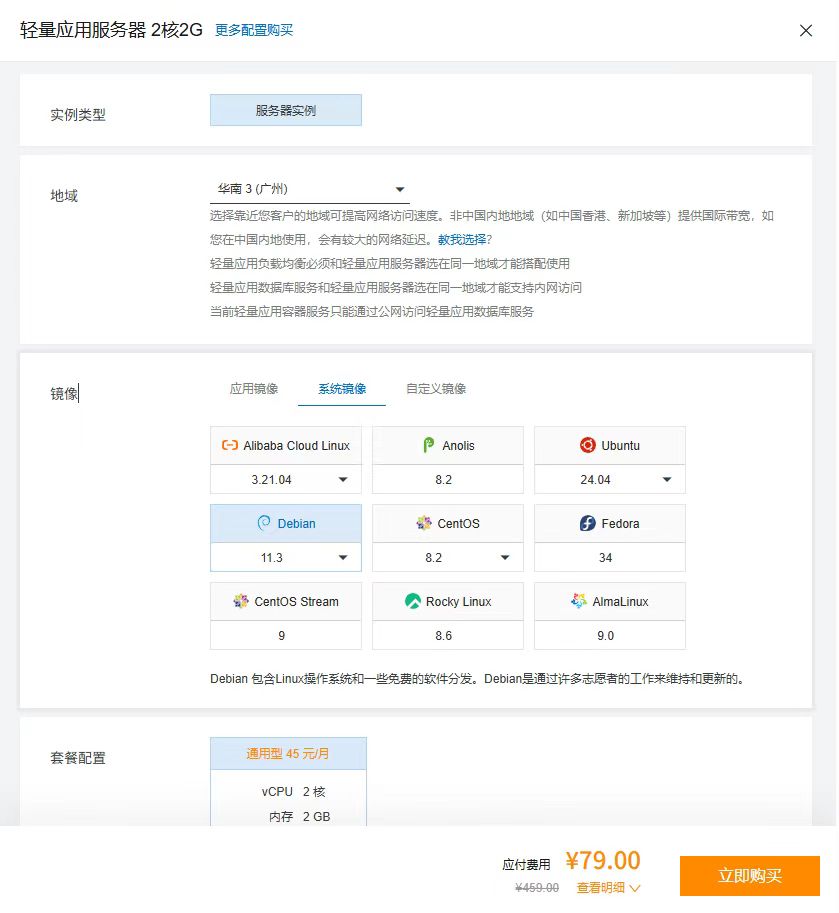 轻量应用服务器 2核2G 更多配置购买
实例类型 服务器实例
地域 华南 3 (广州)
选择靠近您客户的地域可提高网络访问速度。非中国内地地域（如中国香港、新加坡等）提供国际带宽，如
您在中国内地使用，会有较大的网络延迟。教我选择?
轻量应用负载均衡必须和轻量应用服务器选在同一地域才能搭配使用
轻量应用数据库服务和轻量应用服务器选在同一地域才能支持内网访问
当前轻量应用容器服务只能通过公网访问轻量应用数据库服务
镜像 应用镜像 系统镜像 自定义镜像
Alibaba Cloud Linux Anolis Ubuntu
3.21.04 8.2 24.04
Debian CentOS Fedora
11.3 8.2 34
CentOS Stream Rocky Linux AlmaLinux
9 8.6 9.0
Debian 包含Linux操作系统和一些免费的软件分发。Debian是通过许多志愿者的工作来维持和更新的。
套餐配置 通用型 45 元/月
vCPU 2 核
内存 2 GB
应付费用 ¥79.00
¥459.00 查看明细
立即购买